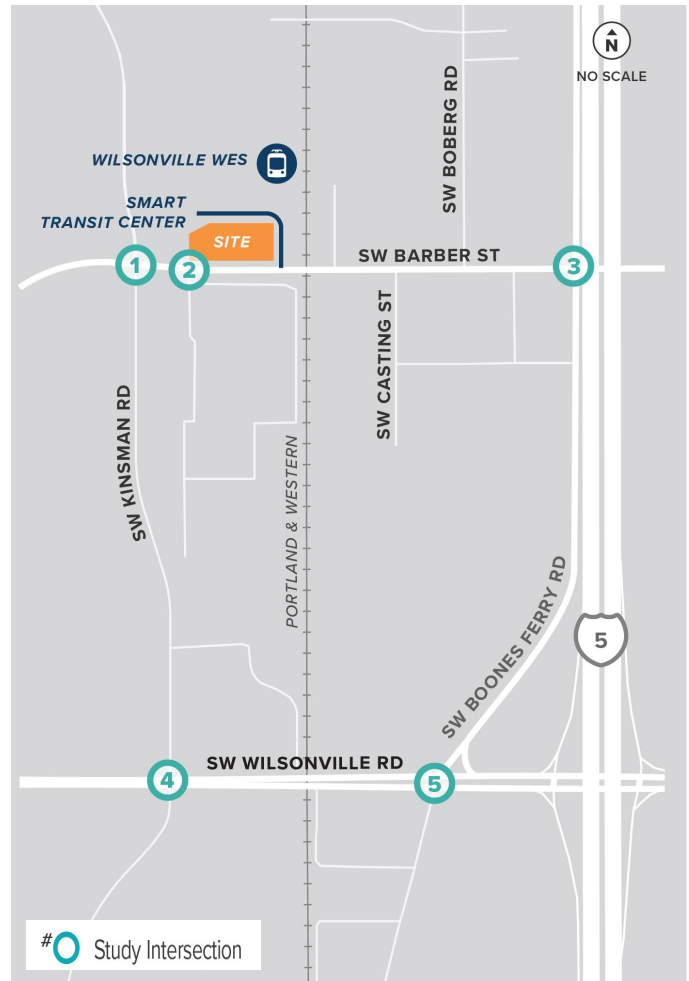 N
NO SCALE
SW BOBERG RD
WILSONVILLE WES
SMART
TRANSIT CENTER
SITE
1
2
SW BARBER ST
3
SW CASTING ST
SW KINSMAN RD
PORTLAND & WESTERN
SW BOONES FERRY RD
5
SW WILSONVILLE RD
4
5
# Study Intersection